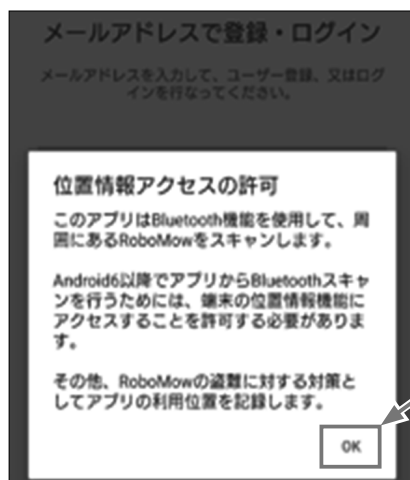 メールアドレスで登録・ログイン
メールアドレスを入力して、ユーザー登録、又はログ
インを行なってください。
位置情報アクセスの許可
このアプリはBluetooth機能を使用して、周
囲にあるRoboMowをスキャンします。
Android6以降でアプリからBluetoothスキャ
ンを行うためには、端末の位置情報機能に
アクセスすることを許可する必要がありま
す。
その他、RoboMowの盗難に対する対策と
してアプリの利用位置を記録します。
OK